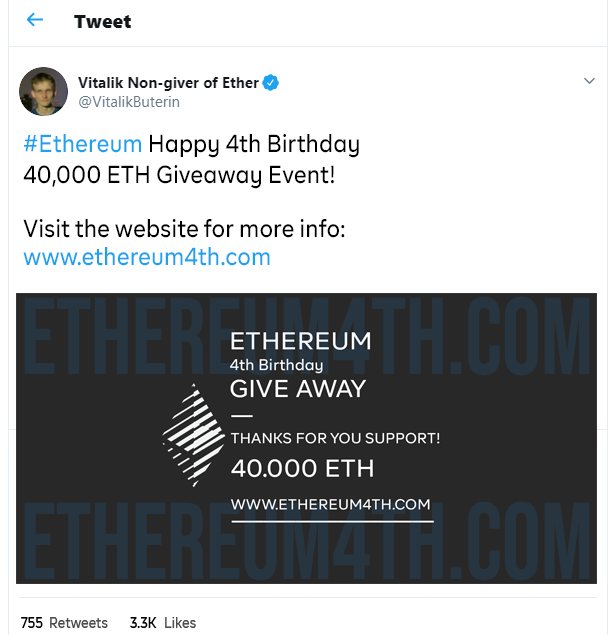 Tweet
Vitalik Non-giver of Ether
@VitalikButerin
#Ethereum Happy 4th Birthday
40,000 ETH Giveaway Event!
Visit the website for more info:
www.ethereum4th.com
ETHEREUM4TH.COM
ETHEREUM
4th Birthday
GIVE AWAY
THANKS FOR YOU SUPPORT!
40.000 ETH
WWW.ETHEREUM4TH.COM
ETHEREUM4TH.COM
755 Retweets 3.3K Likes